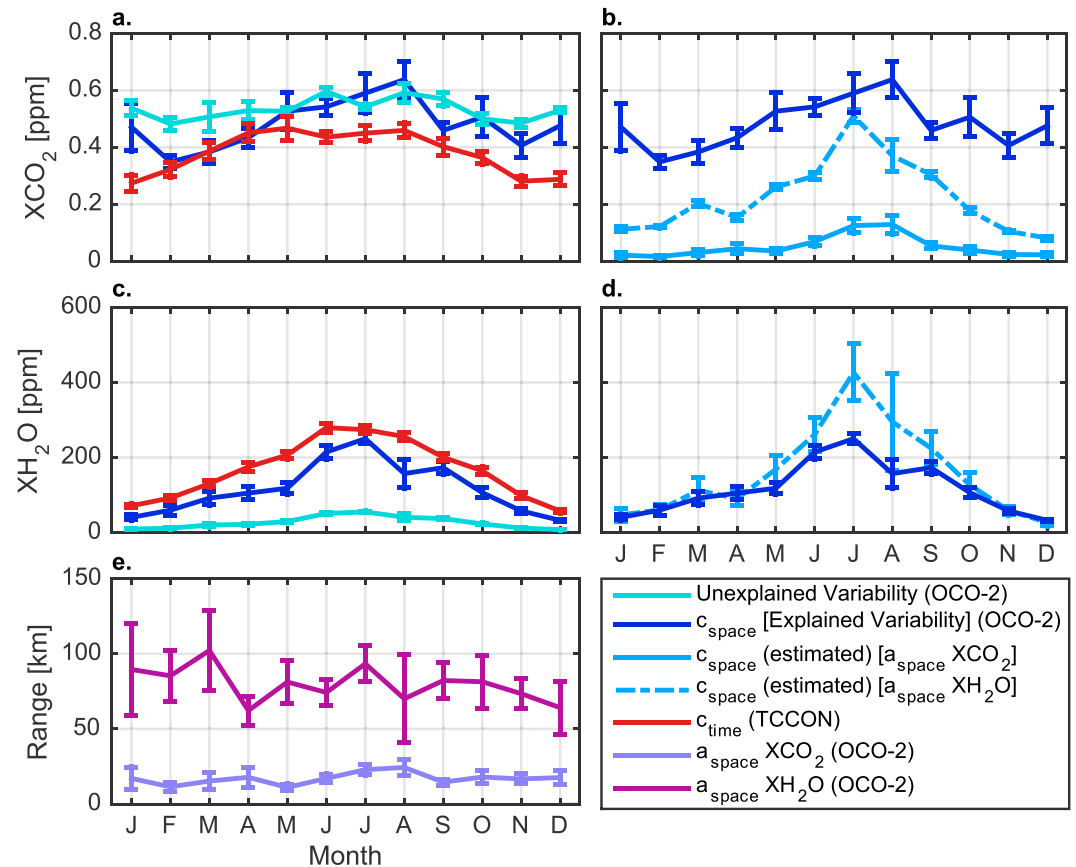 a.
b.
0.8
0.6
0.4
0.2
0
XCO2 [ppm]
c.
d.
600
400
200
0
XH2O [ppm]
J F M A M J J A S O N D
e.
150
100
50
0
Range [km]
J F M A M J J A S O N D
Month
Unexplained Variability (OCO-2)
cspace [Explained Variability] (OCO-2)
cspace (estimated) [aspace XCO2]
cspace (estimated) [aspace XH2O]
ctime (TCCON)
aspace XCO2 (OCO-2)
aspace XH2O (OCO-2)